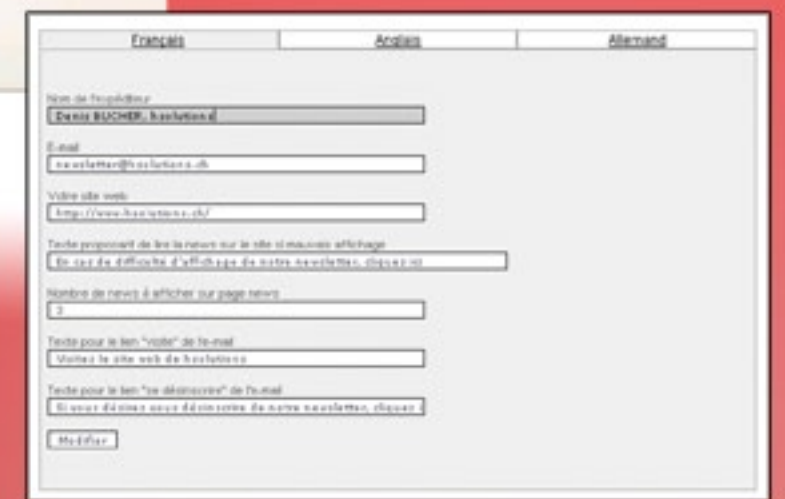 Français Anglais Allemand
Nom de l'expéditeur
Denis BUCHER, hsolutions
E-mail
newsletter@hsolutions.ch
Votre site web
http://www.hsolutions.ch/
Texte proposant de lire la news sur le site si mauvais affichage
En cas de difficulté d'affichage de notre newsletter, cliquez ici
Nombre de news à afficher sur page news
3
Texte pour le lien "visite" de l'e-mail
Visitez le site web de hsolutions
Texte pour le lien "se désinscrire" de l'e-mail
Si vous désirez vous désinscrire de notre newsletter, cliquez
Modifier